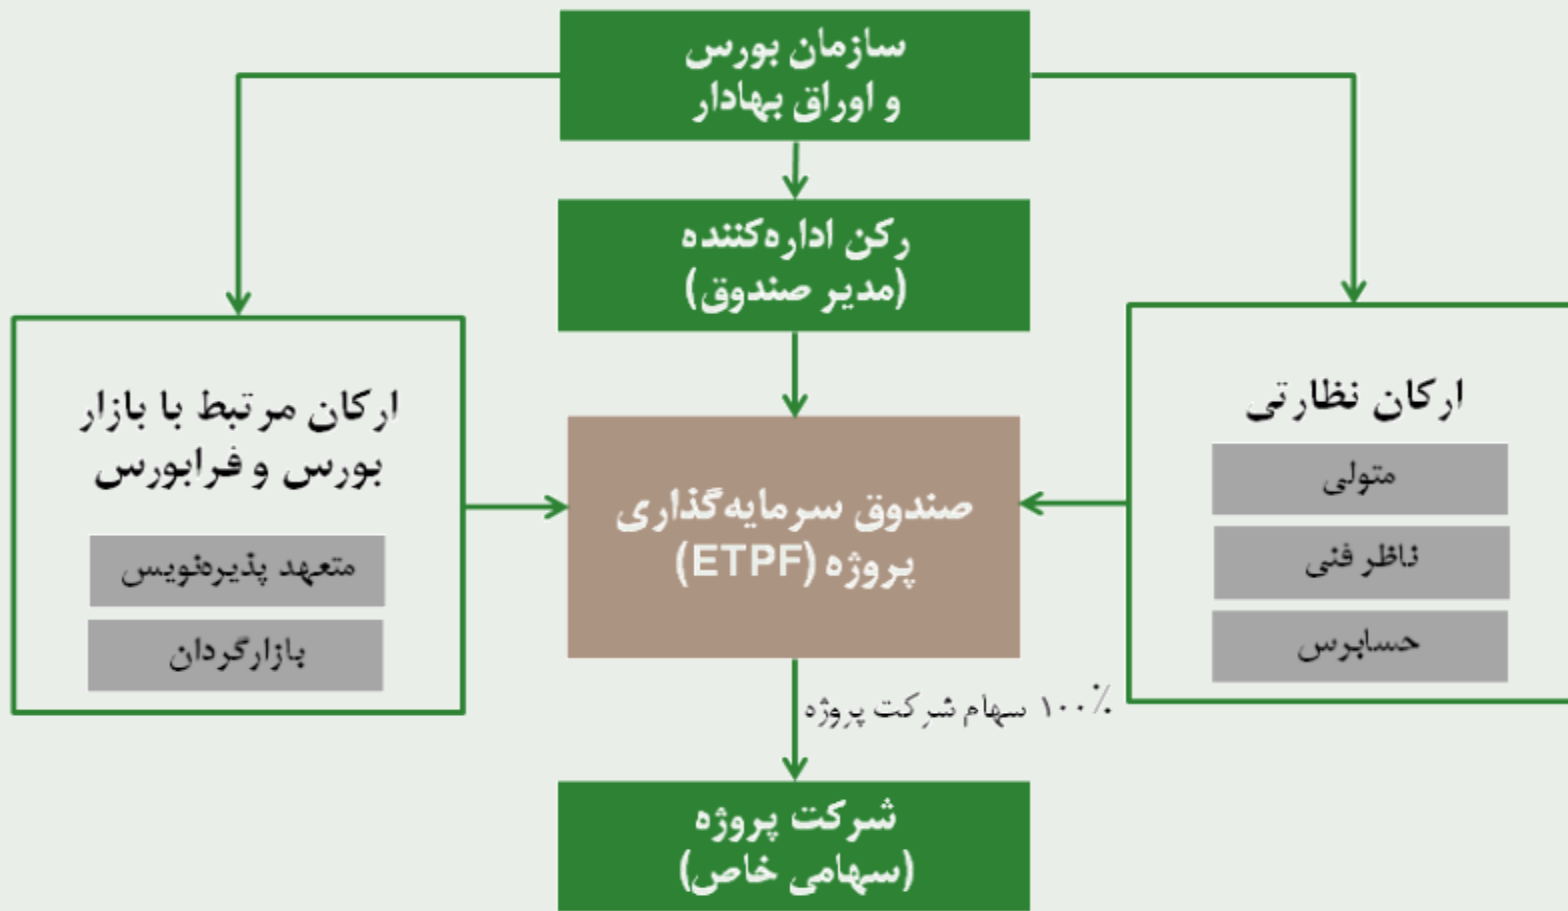 سازمان بورس
و اوراق بهادار
رکن اداره‌کننده
(مدیر صندوق)
ارکان نظارتی
متولی
ناظر فنی
حسابرس
صندوق سرمایه‌گذاری
پروژه (ETPF)
ارکان مرتبط با بازار
بورس و فرابورس
متعهد پذیره‌نویس
بازارگردان
۱۰۰٪ سهام شرکت پروژه
شرکت پروژه
(سهامی خاص)